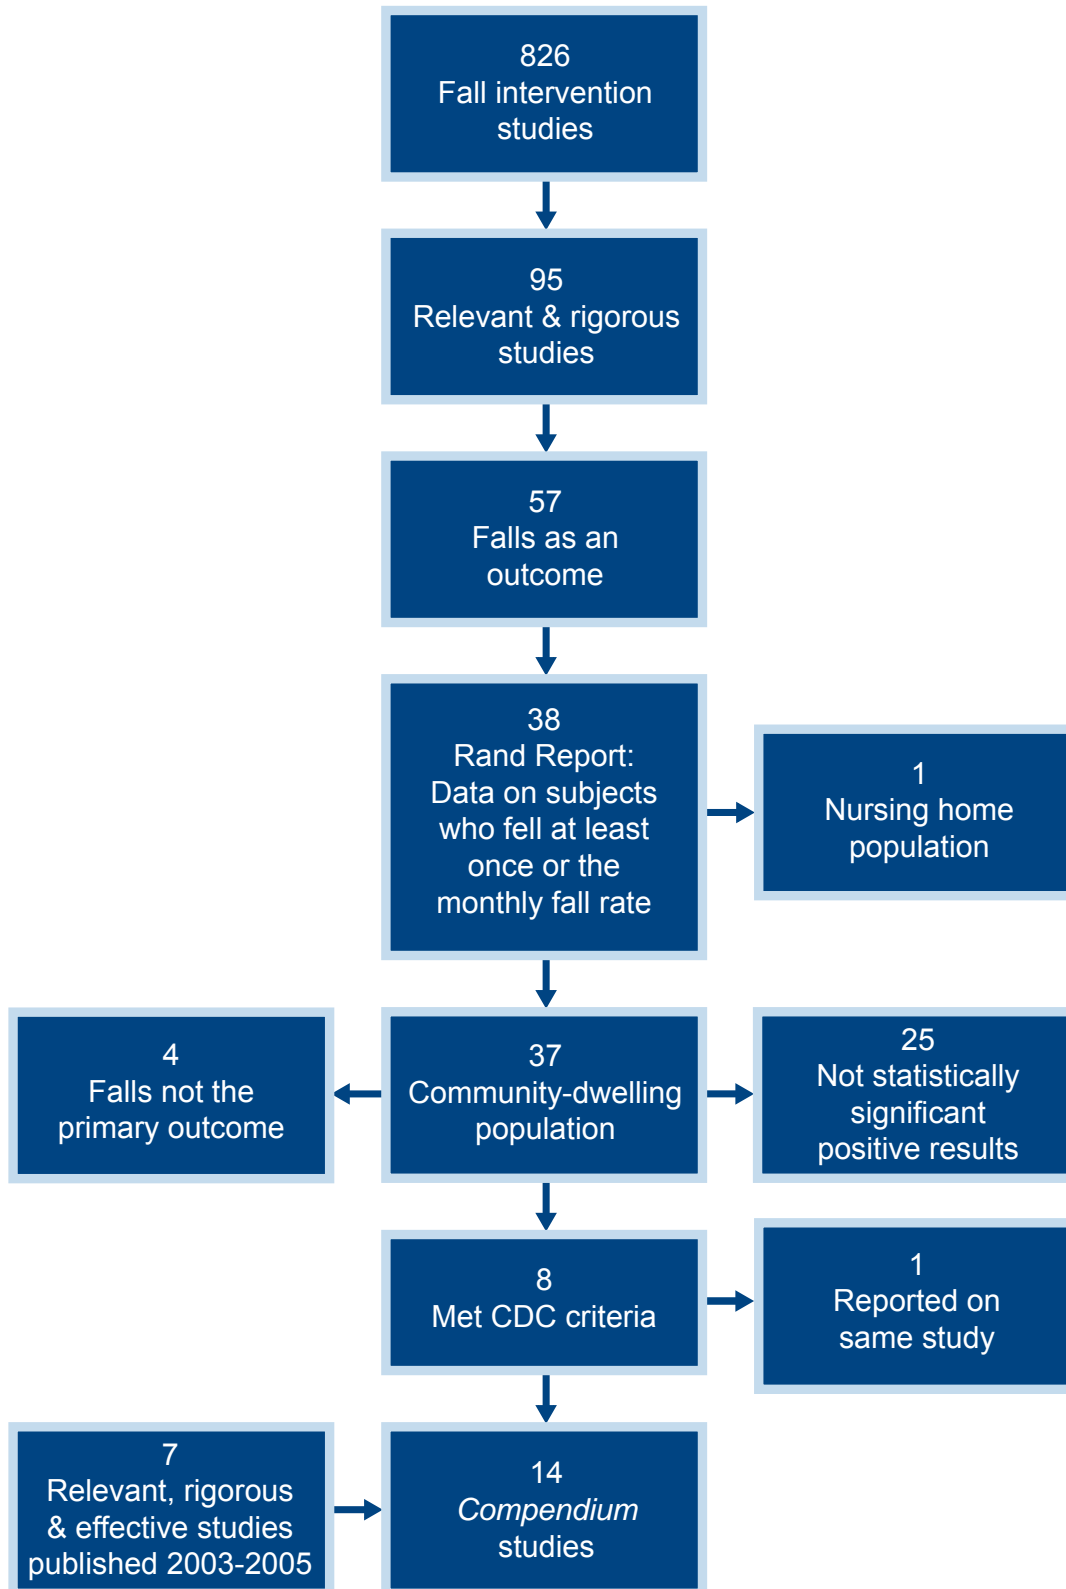 826
Fall intervention
studies
95
Relevant & rigorous
studies
57
Falls as an
outcome
38
Rand Report:
Data on subjects
who fell at least
once or the
monthly fall rate
1
Nursing home
population
4
Falls not the
primary outcome
37
Community-dwelling
population
25
Not statistically
significant
positive results
8
Met CDC criteria
1
Reported on
same study
7
Relevant, rigorous
& effective studies
published 2003-2005
14
Compendium
studies